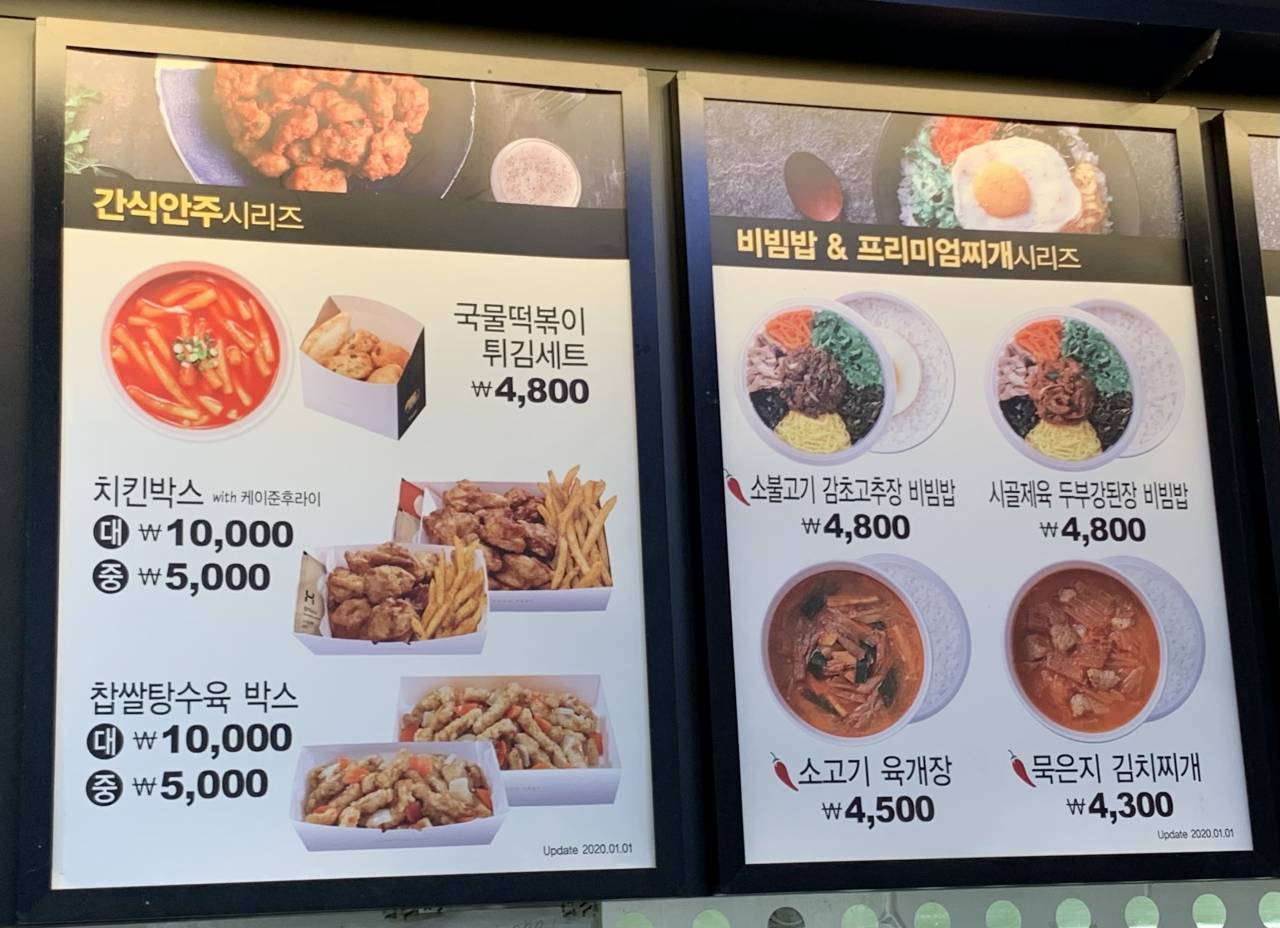 간식안주시리즈
국물떡볶이
튀김세트
₩4,800
치킨박스 with 케이준후라이
대 ₩10,000
중 ₩5,000
찹쌀탕수육 박스
대 ₩10,000
중 ₩5,000
Update 2020.01.01
비빔밥 & 프리미엄찌개시리즈
소불고기 감초고추장 비빔밥
₩4,800
시골제육 두부강된장 비빔밥
₩4,800
소고기 육개장
₩4,500
묵은지 김치찌개
₩4,300
Update 2020.01.01